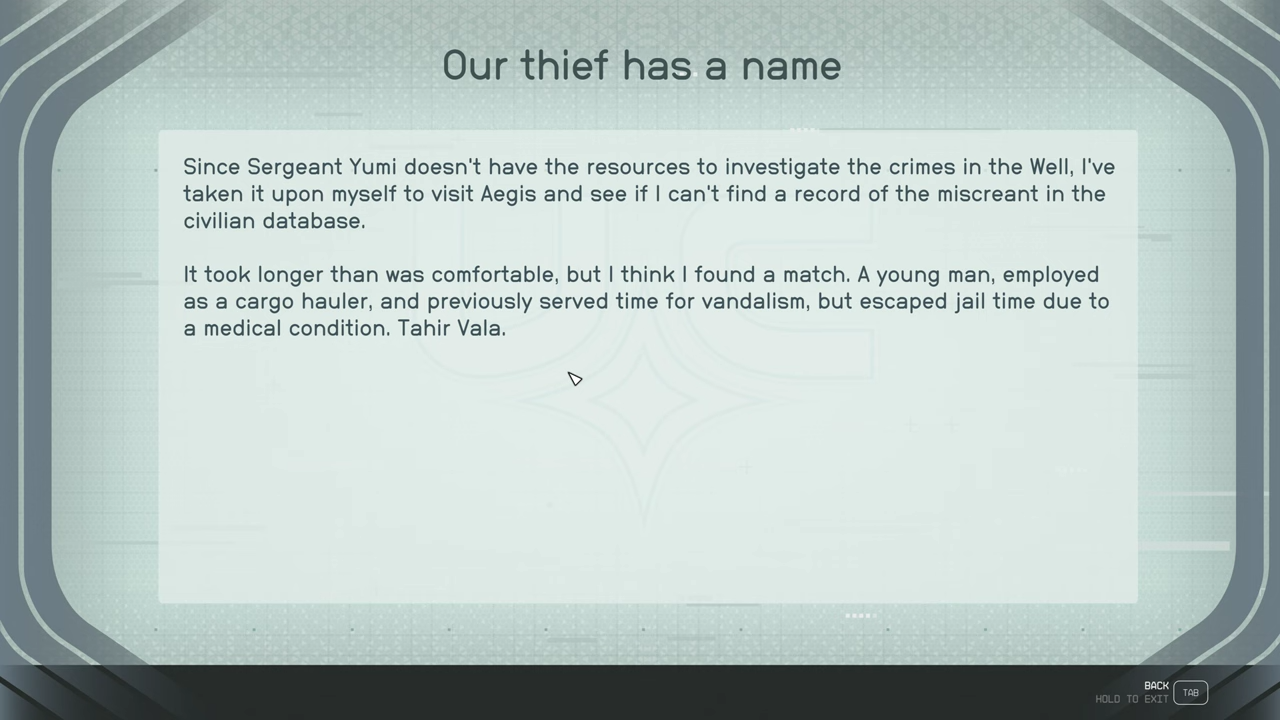 Our thief has a name
Since Sergeant Yumi doesn't have the resources to investigate the crimes in the Well, I've
taken it upon myself to visit Aegis and see if I can't find a record of the miscreant in the
civilian database.
It took longer than was comfortable, but I think I found a match. A young man, employed
as a cargo hauler, and previously served time for vandalism, but escaped jail time due to
a medical condition. Tahir Vala.
BACK
HOLD TO EXIT
TAB